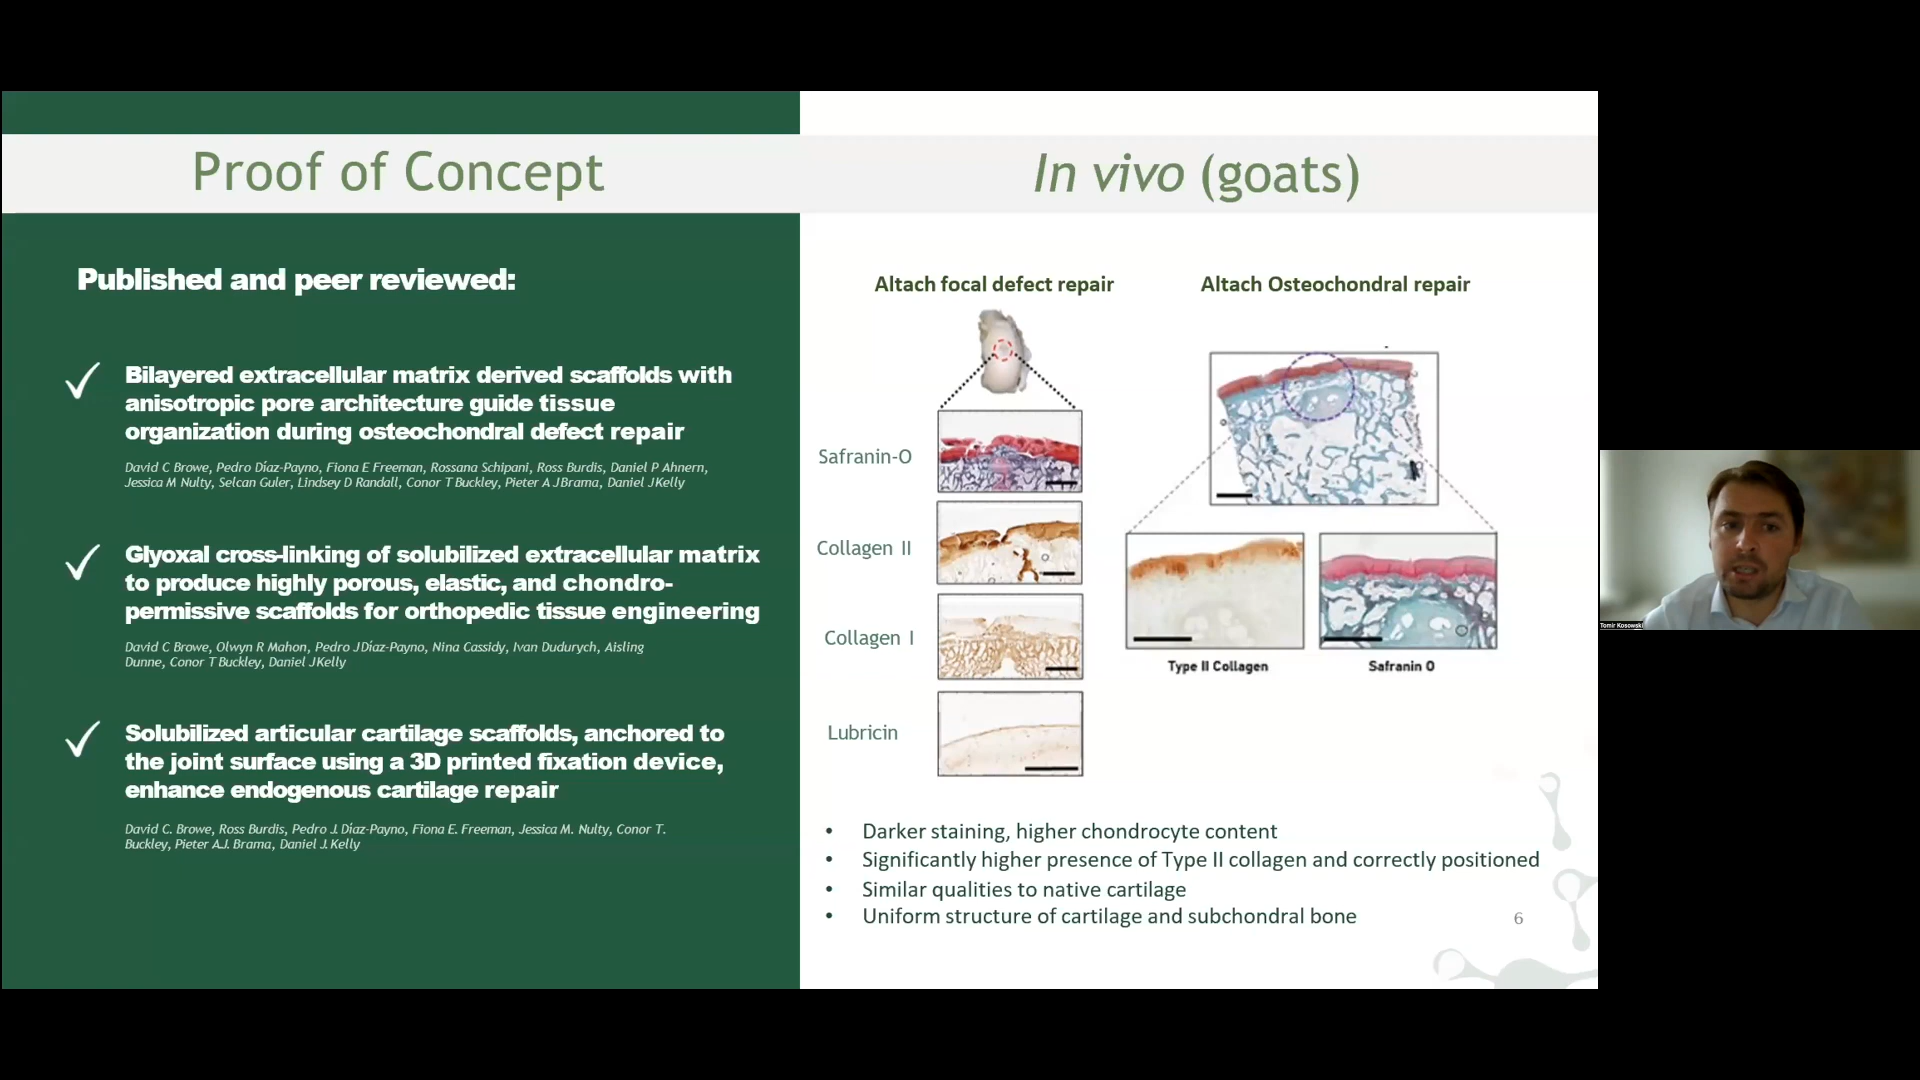 Proof of Concept
Published and peer reviewed:
Bilayered extracellular matrix derived scaffolds with
anisotropic pore architecture guide tissue
organization during osteochondral defect repair
David C Browe, Pedro Díaz-Payno, Fiona E Freeman, Rossana Schipani, Ross Burdis, Daniel P Ahnern,
Jessica M Nulty, Selcan Guler, Lindsey D Randall, Conor T Buckley, Pieter A J Brama, Daniel J Kelly
Glyoxal cross-linking of solubilized extracellular matrix
to produce highly porous, elastic, and chondro-
permissive scaffolds for orthopedic tissue engineering
David C Browe, Olwyn R Mahon, Pedro J Díaz-Payno, Nina Cassidy, Ivan Dudurych, Aisling
Dunne, Conor T Buckley, Daniel J Kelly
Solubilized articular cartilage scaffolds, anchored to
the joint surface using a 3D printed fixation device,
enhance endogenous cartilage repair
David C. Browe, Ross Burdis, Pedro J. Díaz-Payno, Fiona E. Freeman, Jessica M. Nulty, Conor T.
Buckley, Pieter A.J. Brama, Daniel J. Kelly
In vivo (goats)
Altach focal defect repair
Altach Osteochondral repair
Safranin-O
Collagen II
Collagen I
Lubricin
Type II Collagen
Safranin O
• Darker staining, higher chondrocyte content
• Significantly higher presence of Type II collagen and correctly positioned
• Similar qualities to native cartilage
• Uniform structure of cartilage and subchondral bone
6
Tomir Kosowski